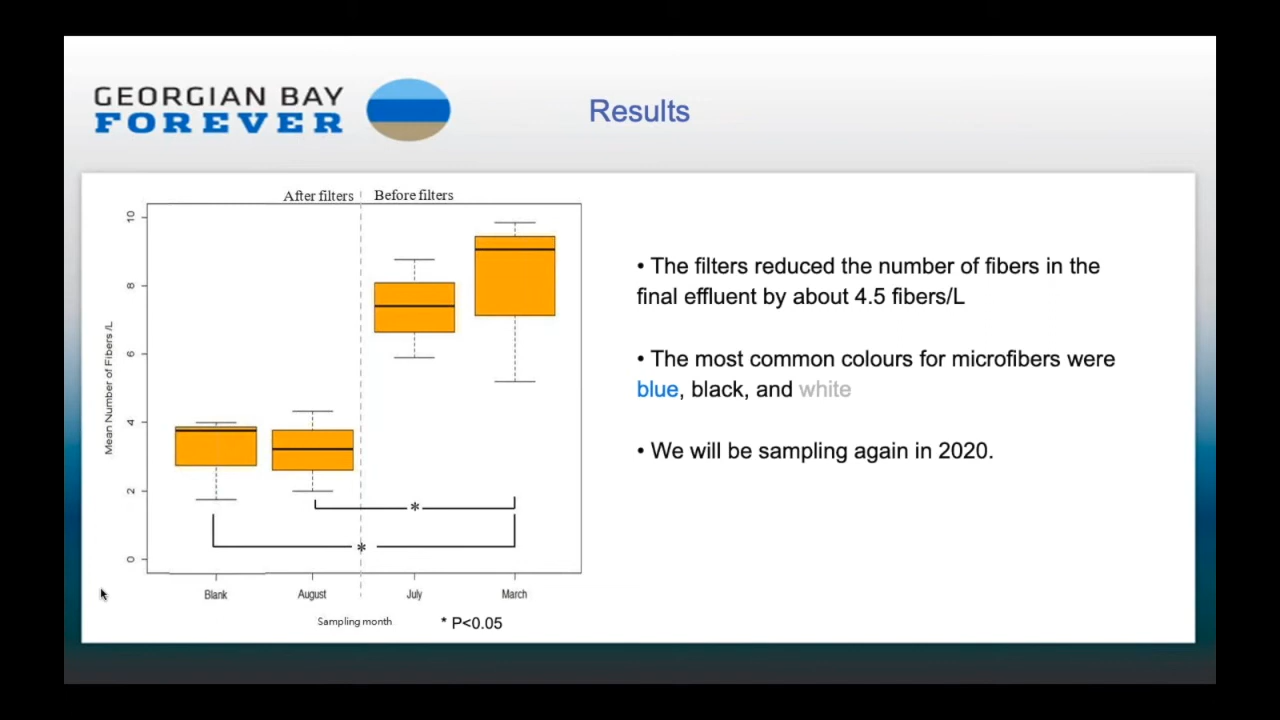 GEORGIAN BAY
FOREVER
Results
After filters
Before filters
10
8
6
4
2
0
Mean Number of Fibers /L
*
*
Blank
August
July
March
Sampling month
* P<0.05
• The filters reduced the number of fibers in the
final effluent by about 4.5 fibers/L
• The most common colours for microfibers were
blue, black, and white
• We will be sampling again in 2020.